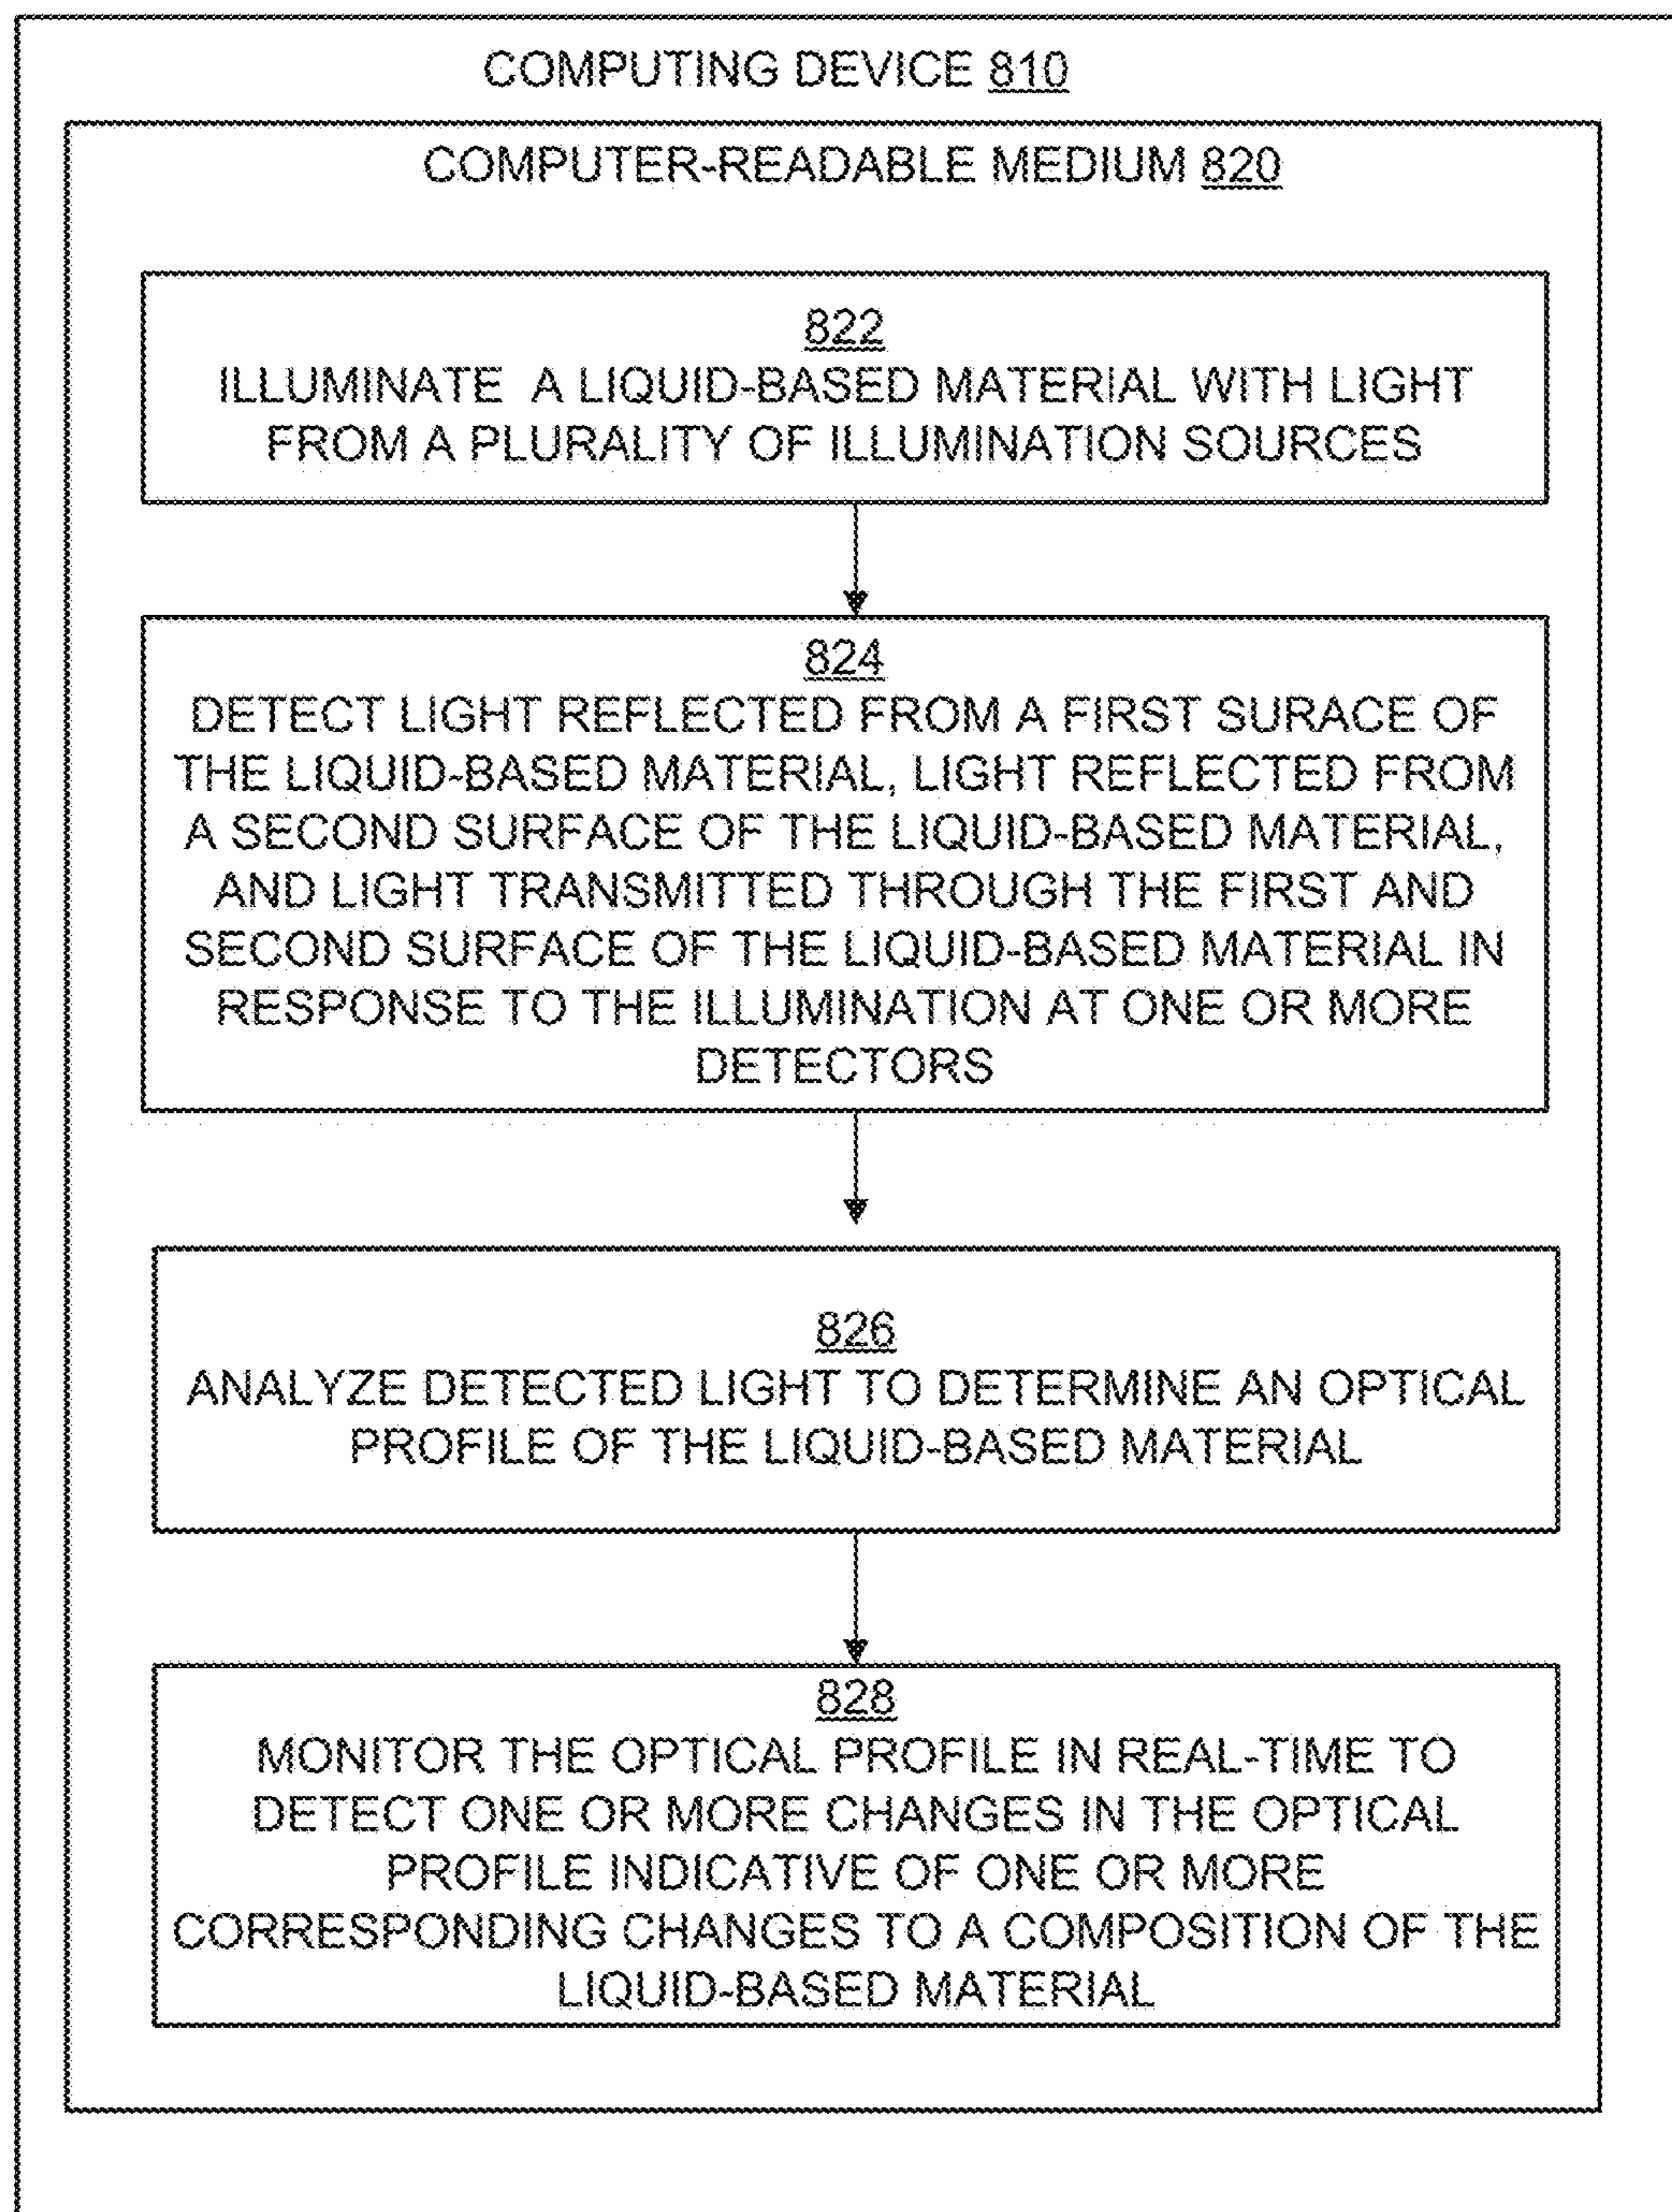 COMPUTING DEVICE 810
COMPUTER-READABLE MEDIUM 820
822
ILLUMINATE A LIQUID-BASED MATERIAL WITH LIGHT
FROM A PLURALITY OF ILLUMINATION SOURCES
824
DETECT LIGHT REFLECTED FROM A FIRST SURACE OF
THE LIQUID-BASED MATERIAL, LIGHT REFLECTED FROM
A SECOND SURFACE OF THE LIQUID-BASED MATERIAL,
AND LIGHT TRANSMITTED THROUGH THE FIRST AND
SECOND SURFACE OF THE LIQUID-BASED MATERIAL IN
RESPONSE TO THE ILLUMINATION AT ONE OR MORE
DETECTORS
826
ANALYZE DETECTED LIGHT TO DETERMINE AN OPTICAL
PROFILE OF THE LIQUID-BASED MATERIAL
828
MONITOR THE OPTICAL PROFILE IN REAL-TIME TO
DETECT ONE OR MORE CHANGES IN THE OPTICAL
PROFILE INDICATIVE OF ONE OR MORE
CORRESPONDING CHANGES TO A COMPOSITION OF THE
LIQUID-BASED MATERIAL